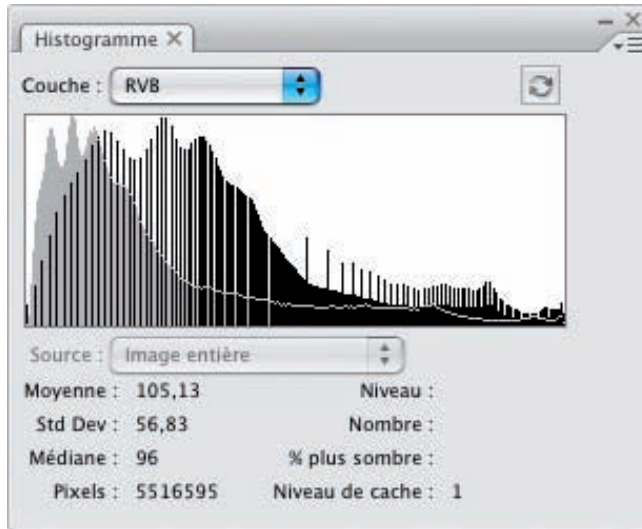 Histogramme
Couche : RVB
Source : Image entière
Moyenne : 105,13 Niveau :
Std Dev : 56,83 Nombre :
Médiane : 96 % plus sombre :
Pixels : 5516595 Niveau de cache : 1